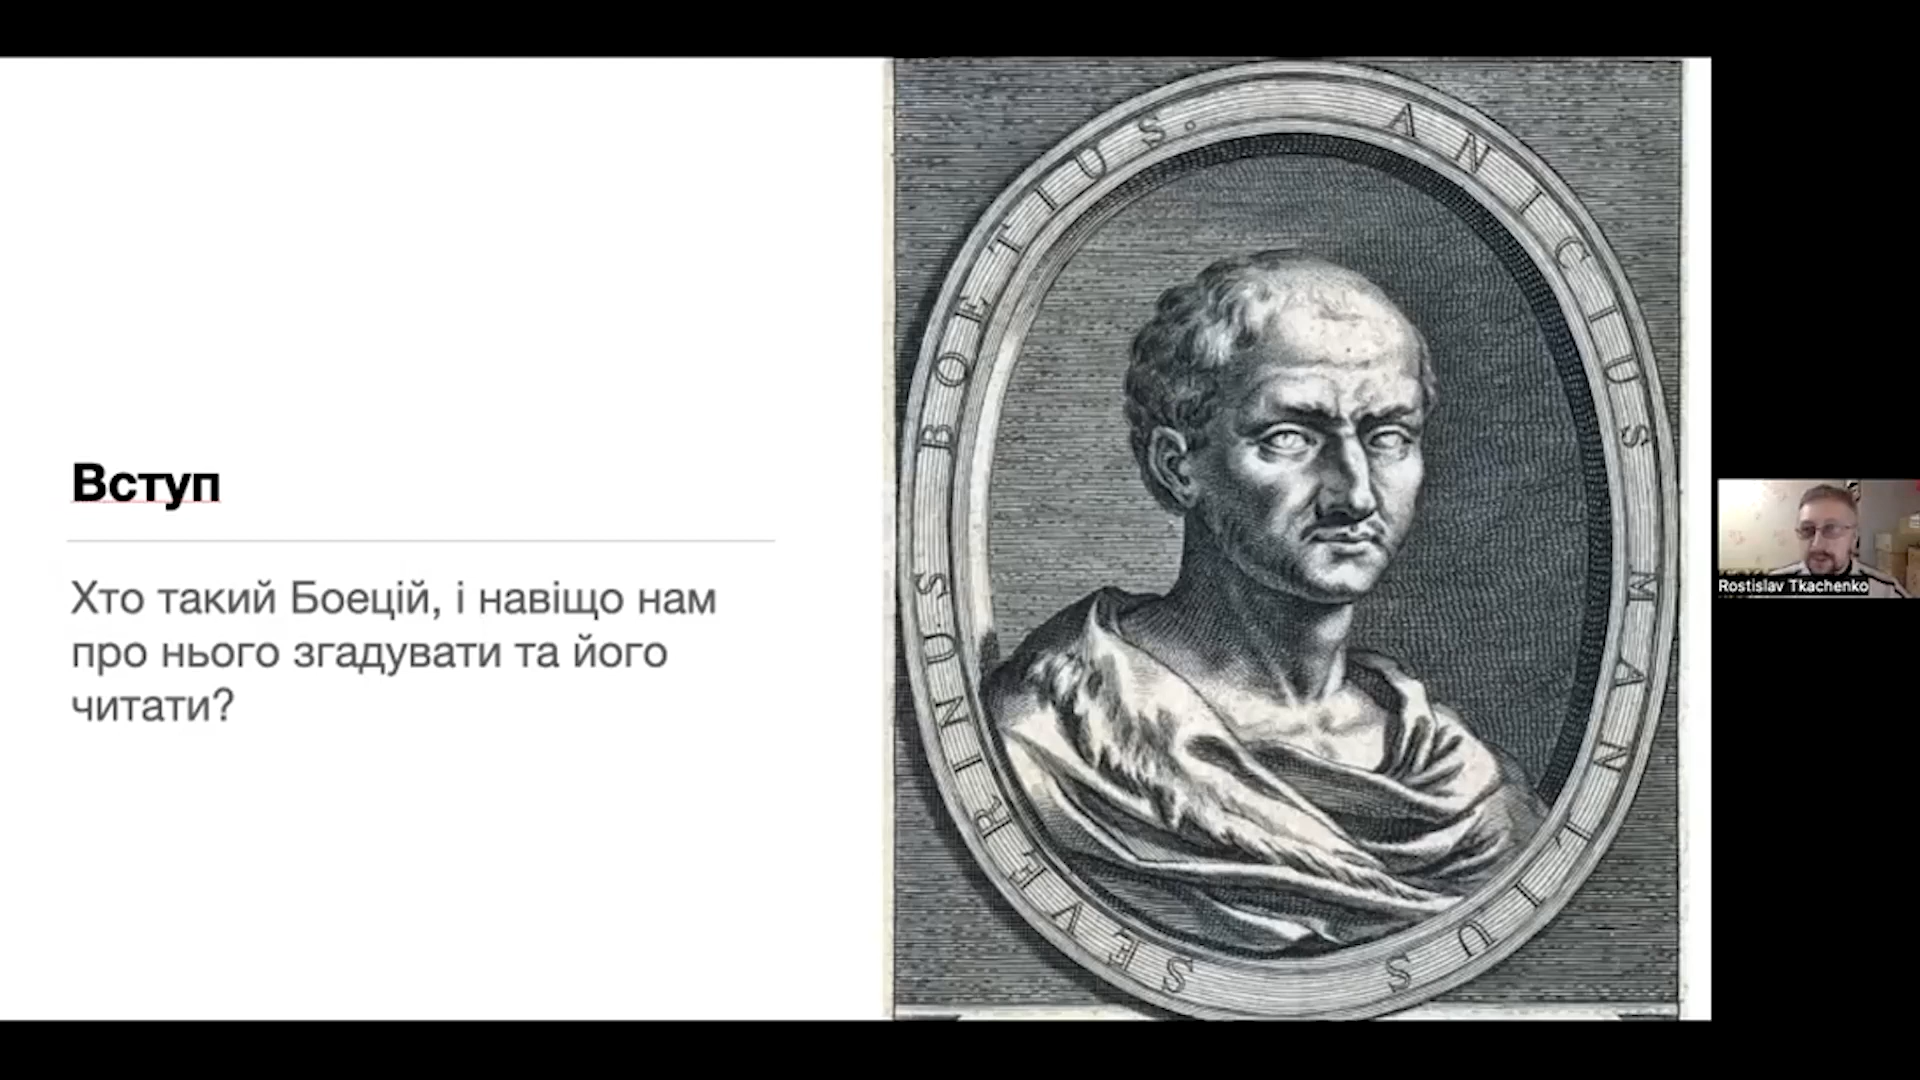 Вступ
Хто такий Боецій, і навіщо нам
про нього згадувати та його
читати?
ANICIUS MANLIUS SEVERINUS BOETIUS.
Rostislav Tkachenko